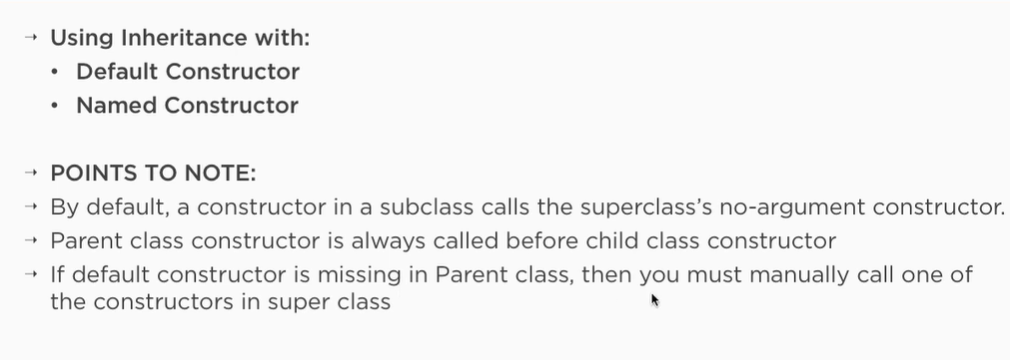 → Using Inheritance with:
• Default Constructor
• Named Constructor
→ POINTS TO NOTE:
→ By default, a constructor in a subclass calls the superclass’s no-argument constructor.
→ Parent class constructor is always called before child class constructor
→ If default constructor is missing in Parent class, then you must manually call one of
the constructors in super class